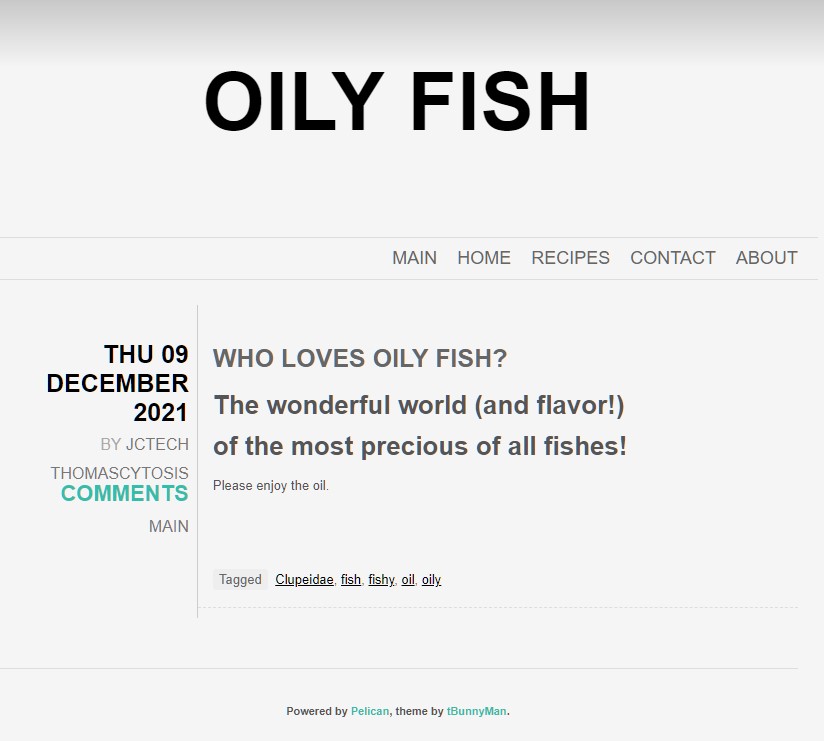 OILY FISH
MAIN HOME RECIPES CONTACT ABOUT
THU 09
DECEMBER
2021
BY JCTECH
THOMASCYTOSIS
COMMENTS
MAIN
WHO LOVES OILY FISH?
The wonderful world (and flavor!)
of the most precious of all fishes!
Please enjoy the oil.
Tagged Clupeidae, fish, fishy, oil, oily
Powered by Pelican, theme by tBunnyMan.